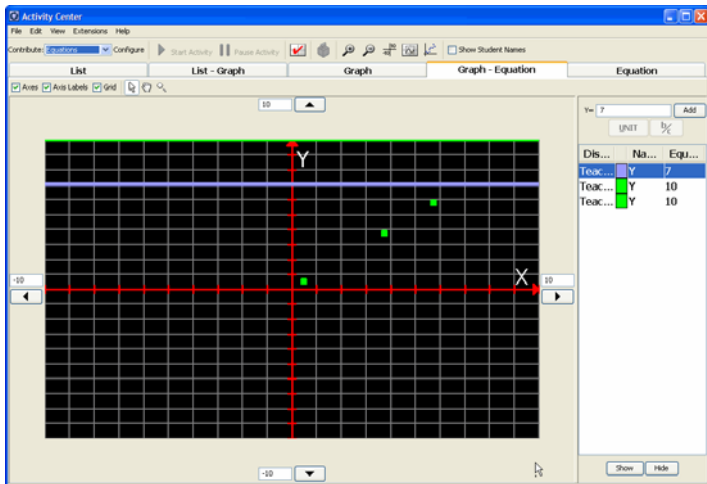 Activity Center
File Edit View Extensions Help
Contribute: Equations Configure Start Activity Pause Activity Show Student Names
List List - Graph Graph Graph - Equation Equation
Axes Axis Labels Grid
10
Y= 7 Add
UNIT b/c
Dis... Na... Equ...
Teac... Y 7
Teac... Y 10
Teac... Y 10
Y
X
-10
10
-10
Show Hide